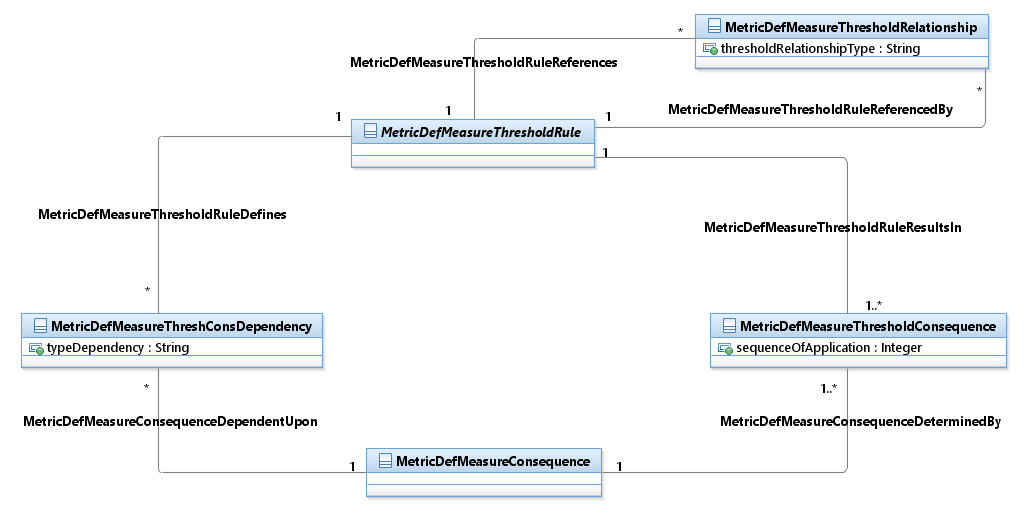 MetricDefMeasureThresholdRelationship
*
thresholdRelationshipType : String
MetricDefMeasureThresholdRuleReferences
*
MetricDefMeasureThresholdRuleReferencedBy
1
1
1
MetricDefMeasureThresholdRule
1
MetricDefMeasureThresholdRuleDefines
MetricDefMeasureThresholdRuleResultsIn
*
1..*
MetricDefMeasureThreshConsDependency
MetricDefMeasureThresholdConsequence
typeDependency : String
sequenceOfApplication : Integer
*
1..*
MetricDefMeasureConsequenceDependentUpon
MetricDefMeasureConsequenceDeterminedBy
1
MetricDefMeasureConsequence
1